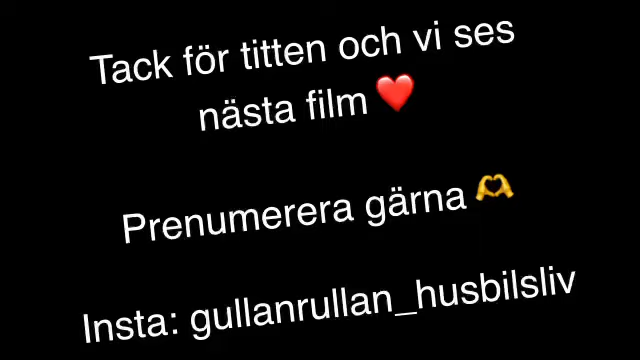 Tack för titten och vi ses
nästa film ❤️
Prenumerera gärna 🫶
Insta: gullanrullan_husbilsliv